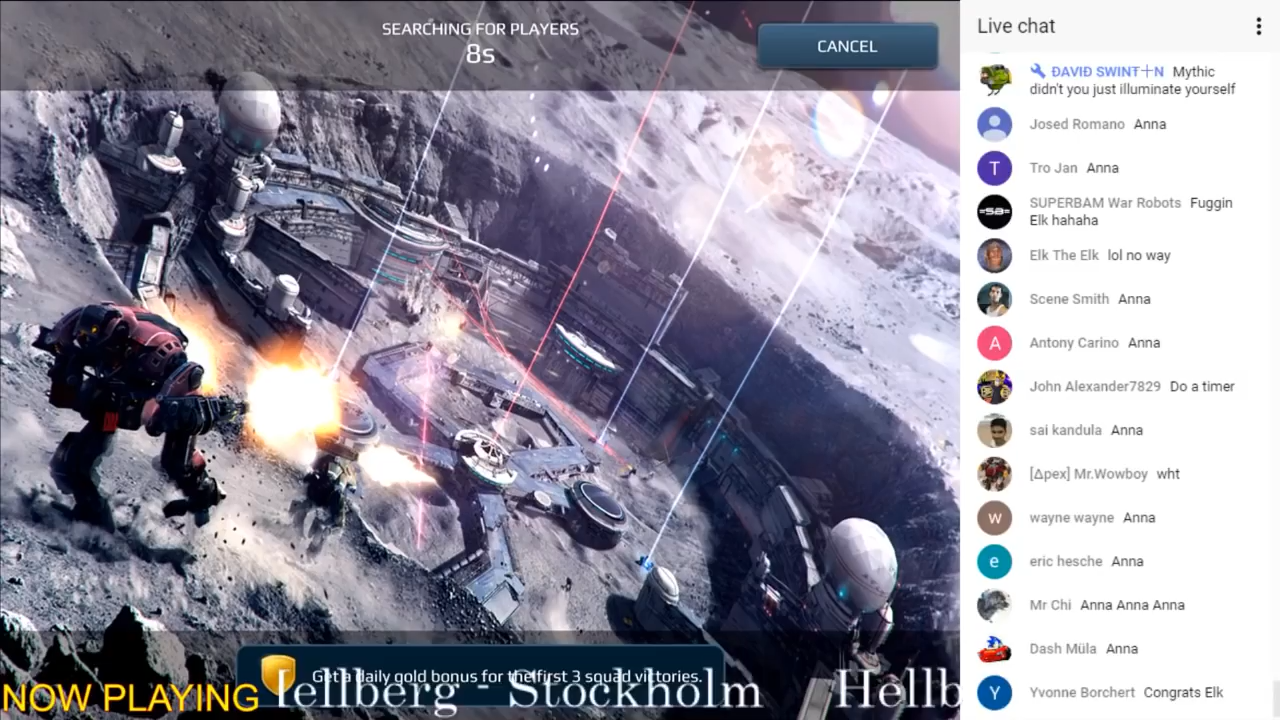 SEARCHING FOR PLAYERS
8s
CANCEL
Get a daily gold bonus for the first 3 squad victories.
NOW PLAYING
Hellberg - Stockholm Hellb
Live chat
ĐAVIĐ SWINT┼N Mythic
didn't you just illuminate yourself
Josed Romano Anna
T
Tro Jan Anna
=SA=
SUPERBAM War Robots Fuggin
Elk hahaha
Elk The Elk lol no way
Scene Smith Anna
A
Antony Carino Anna
John Alexander7829 Do a timer
sai kandula Anna
[Δpex] Mr.Wowboy wht
w
wayne wayne Anna
e
eric hesche Anna
Mr Chi Anna Anna Anna
Dash Müla Anna
Y
Yvonne Borchert Congrats Elk